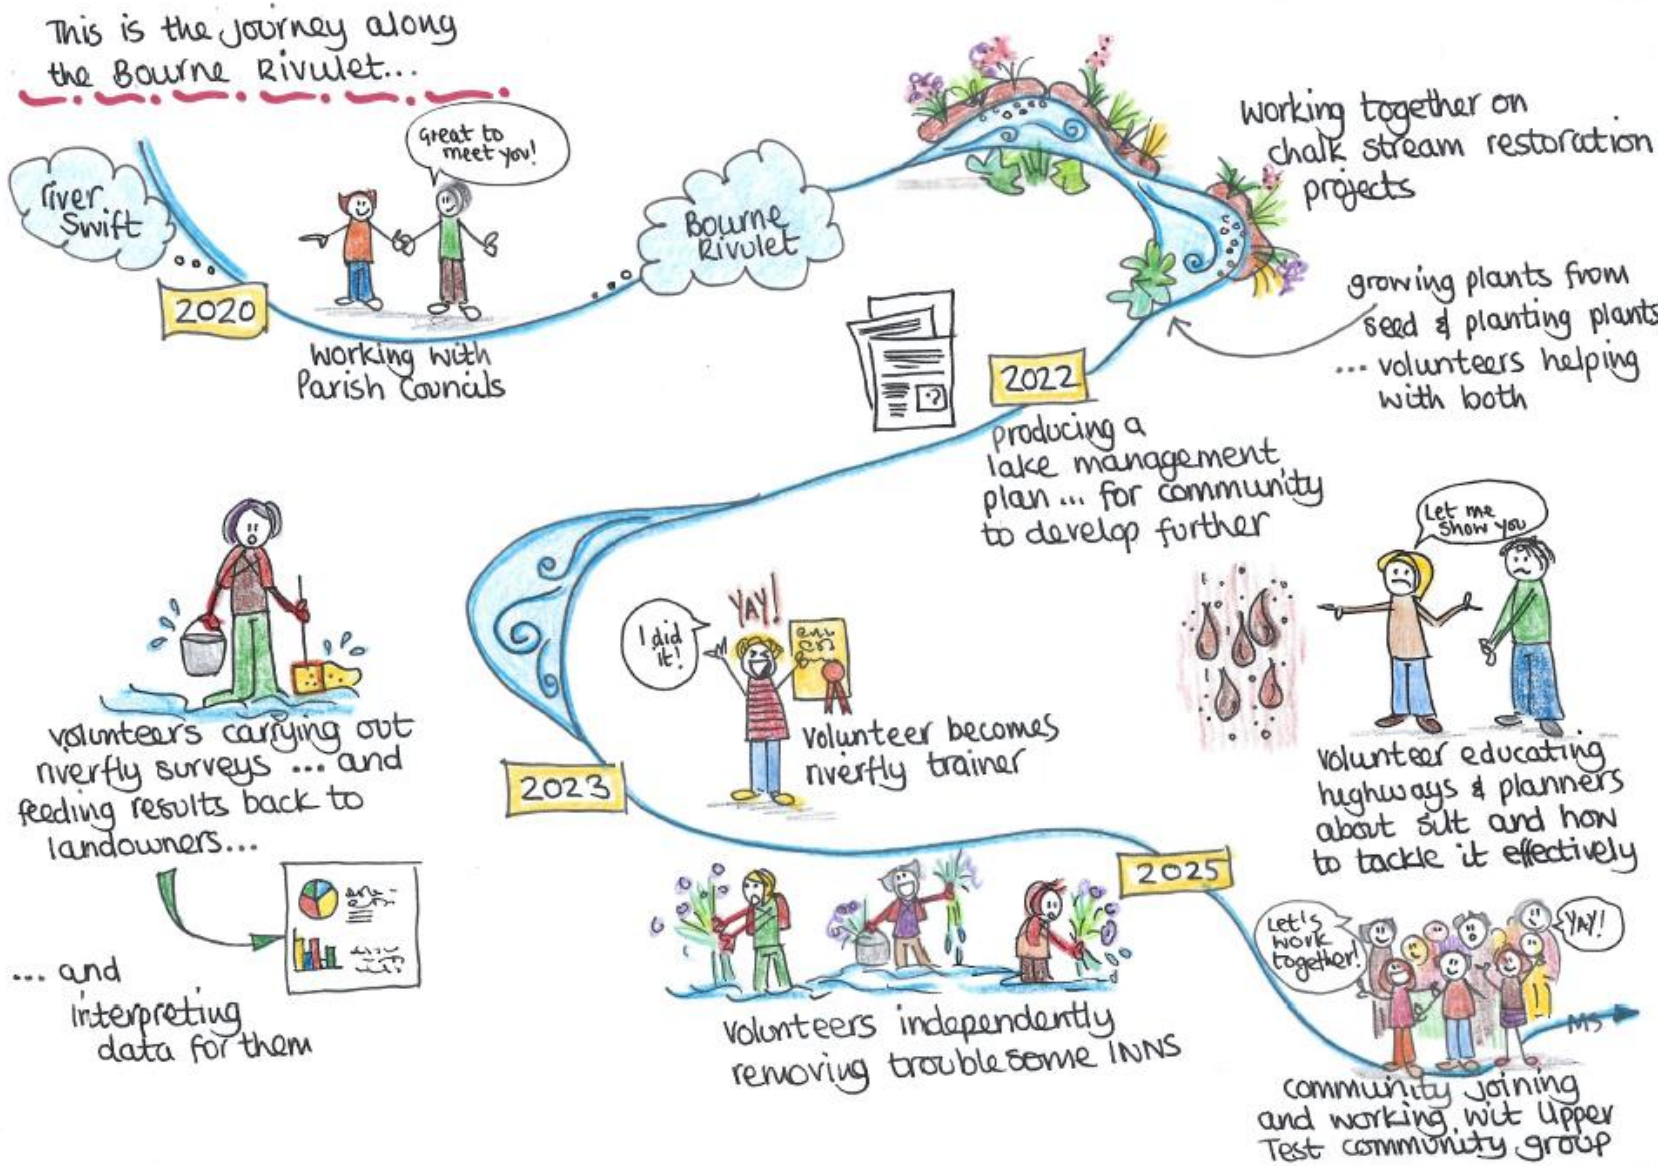 This is the journey along
the Bourne Rivulet...
river
Swift
2020
Great to
meet you!
working with
Parish Councils
Bourne
Rivulet
working together on
chalk stream restoration
projects
growing plants from
seed & planting plants
... volunteers helping
with both
2022
producing a
lake management
plan... for community
to develop further
volunteers carrying out
riverfly surveys ... and
feeding results back to
landowners...
... and
interpreting
data for them
2023
I did
it!
YAY!
volunteer becomes
riverfly trainer
Let me
show you
volunteer educating
highways & planners
about silt and how
to tackle it effectively
volunteers independently
removing troublesome INNS
2025
Let's
work
together!
YAY!
MS
community joining
and working wit Upper
Test community group